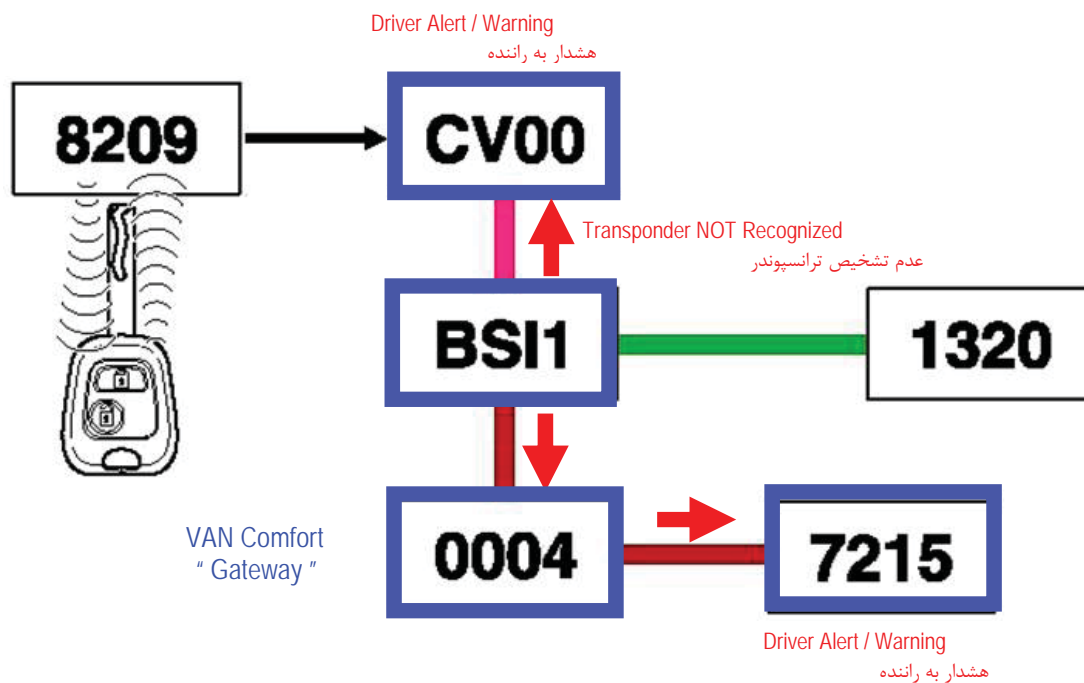 Driver Alert / Warning
هشدار به راننده
8209
CV00
Transponder NOT Recognized
عدم تشخیص ترانسپوندر
BSI1
1320
VAN Comfort
“ Gateway ”
0004
7215
Driver Alert / Warning
هشدار به راننده